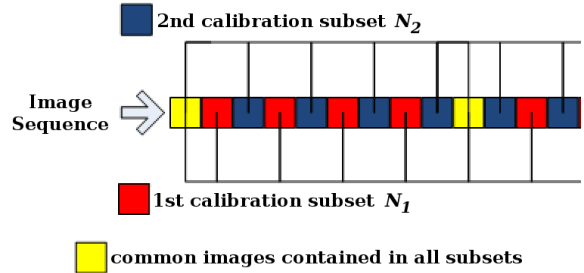 2nd calibration subset N2
Image
Sequence
1st calibration subset N1
common images contained in all subsets